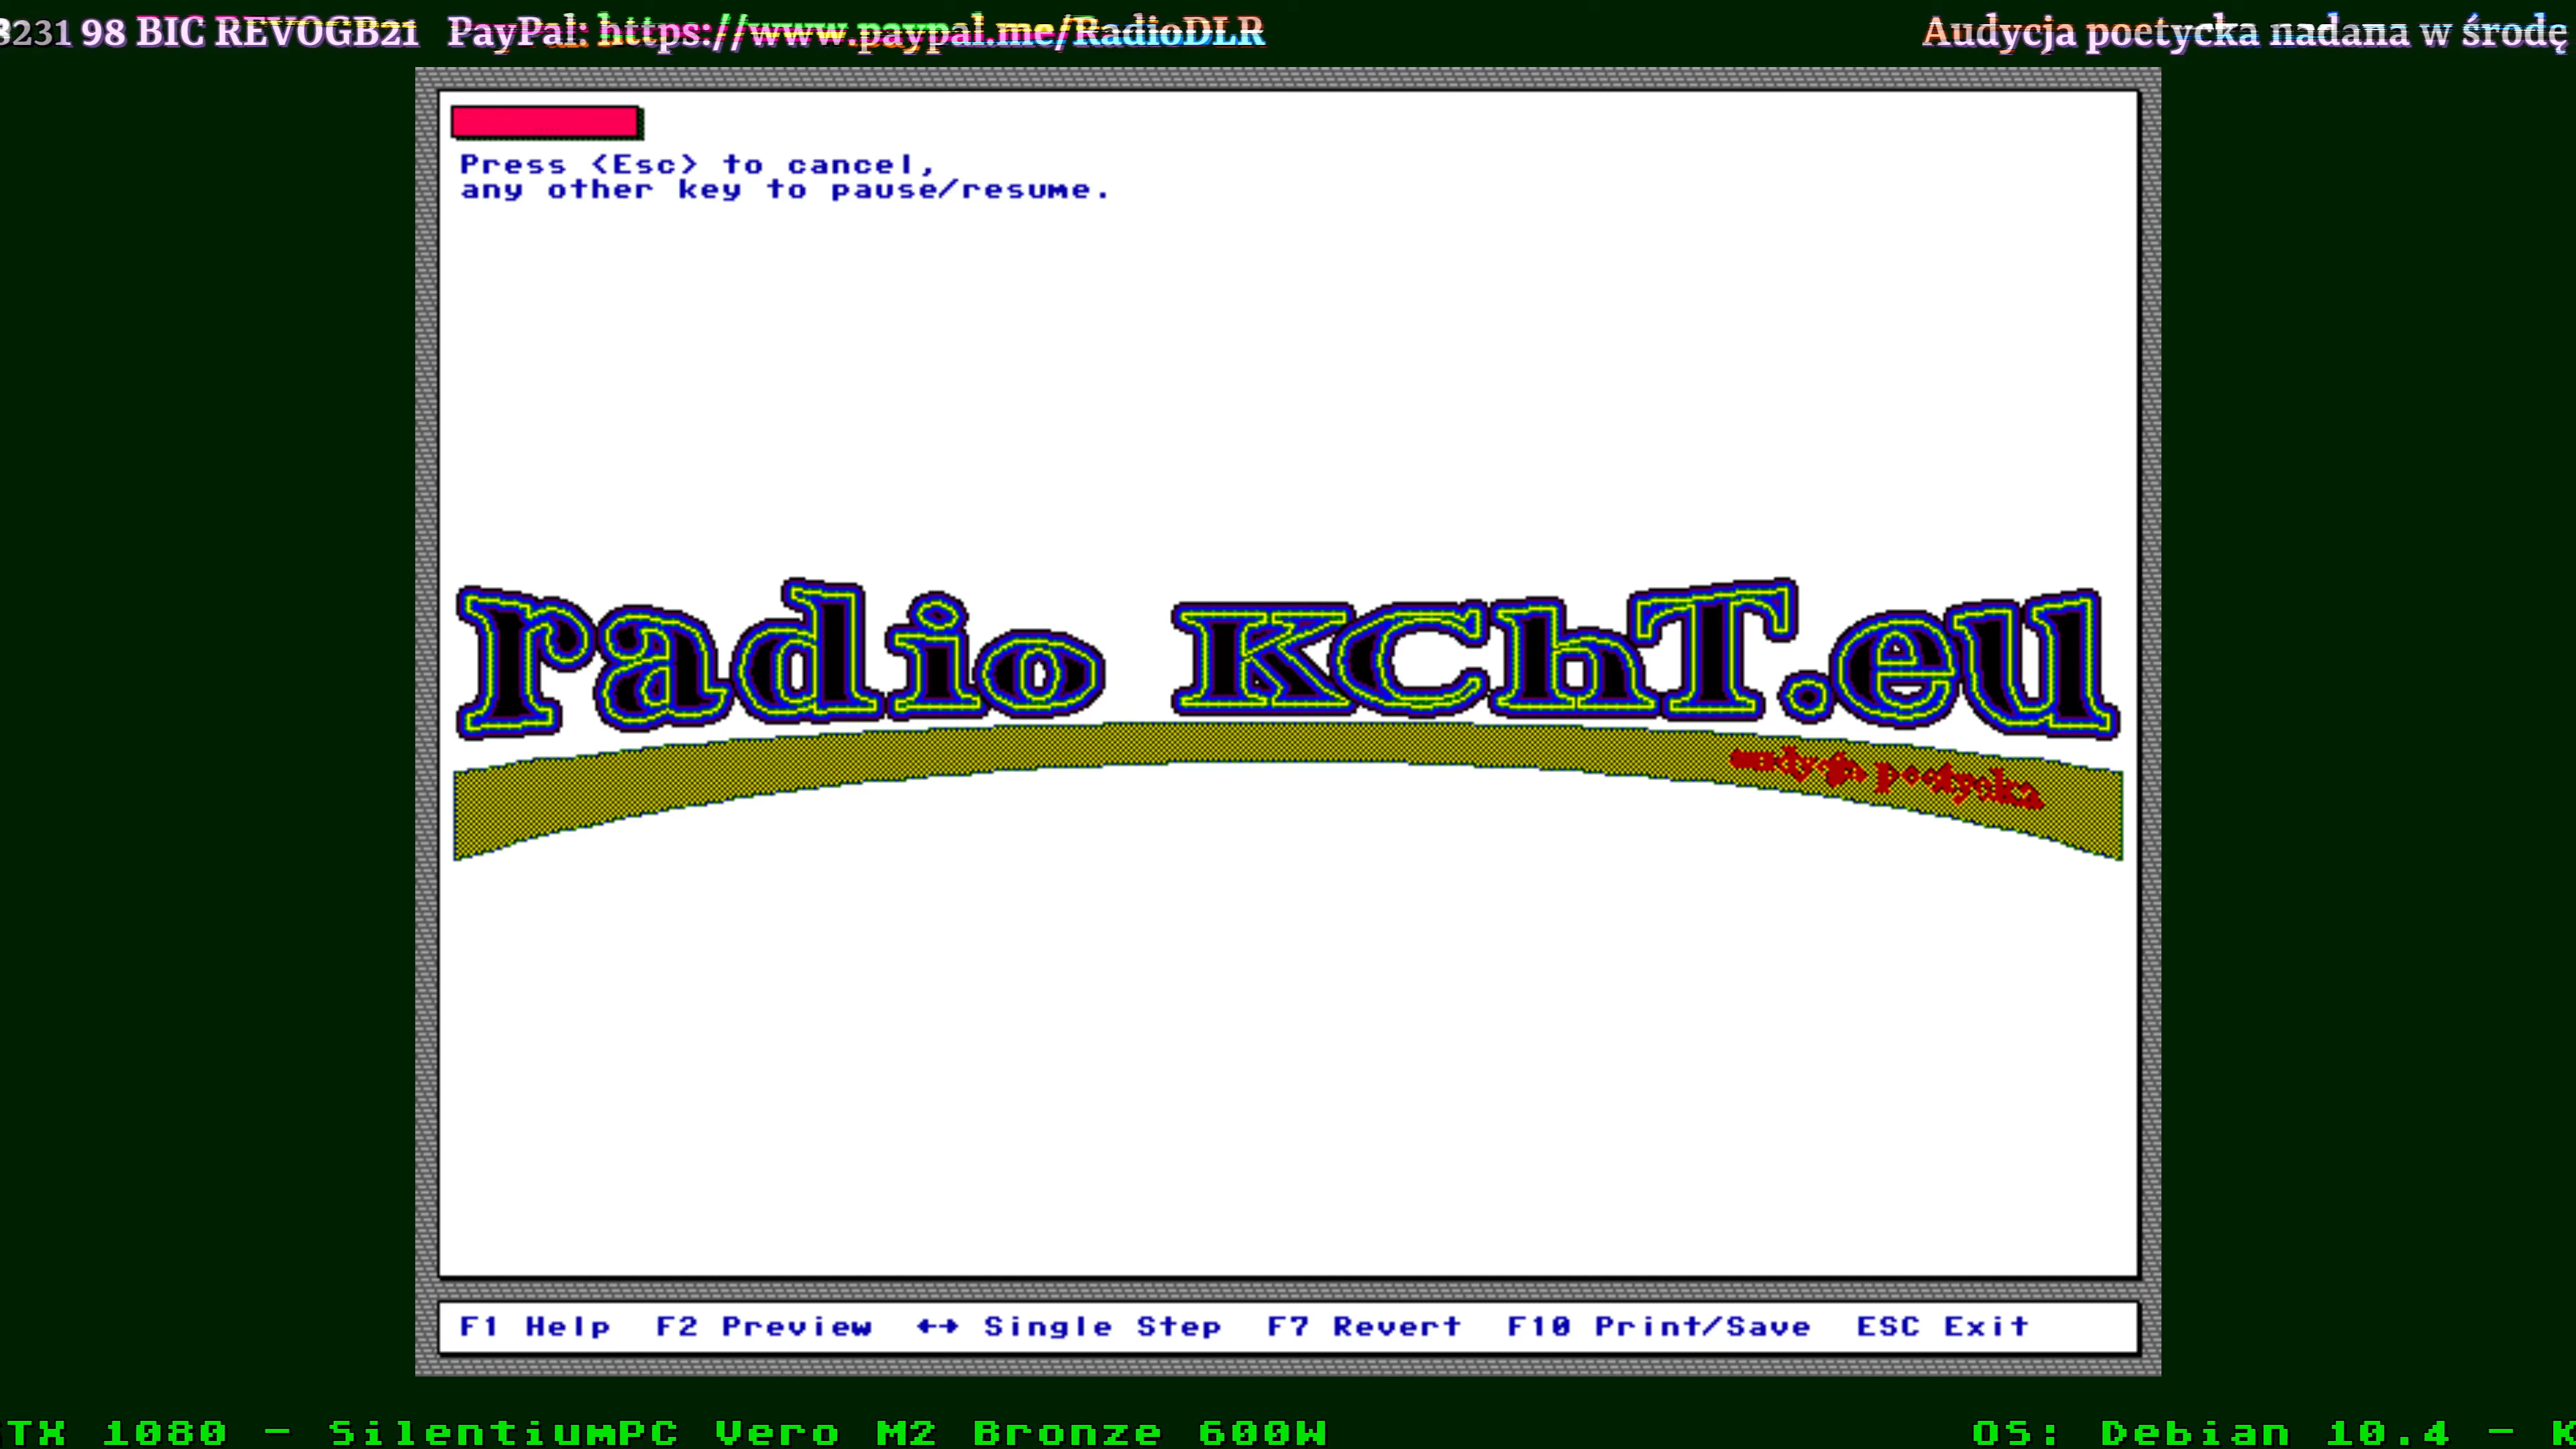 8231 98 BIC REVOGB21 PayPal: https://www.paypal.me/RadioDLR Audycja poetycka nadana w środę
Press <Esc> to cancel,
any other key to pause/resume.
radio KChT.eu
audycja poetycka
F1 Help F2 Preview ←→ Single Step F7 Revert F10 Print/Save ESC Exit
TX 1080 - SilentiumPC Vero M2 Bronze 600W OS: Debian 10.4 - K